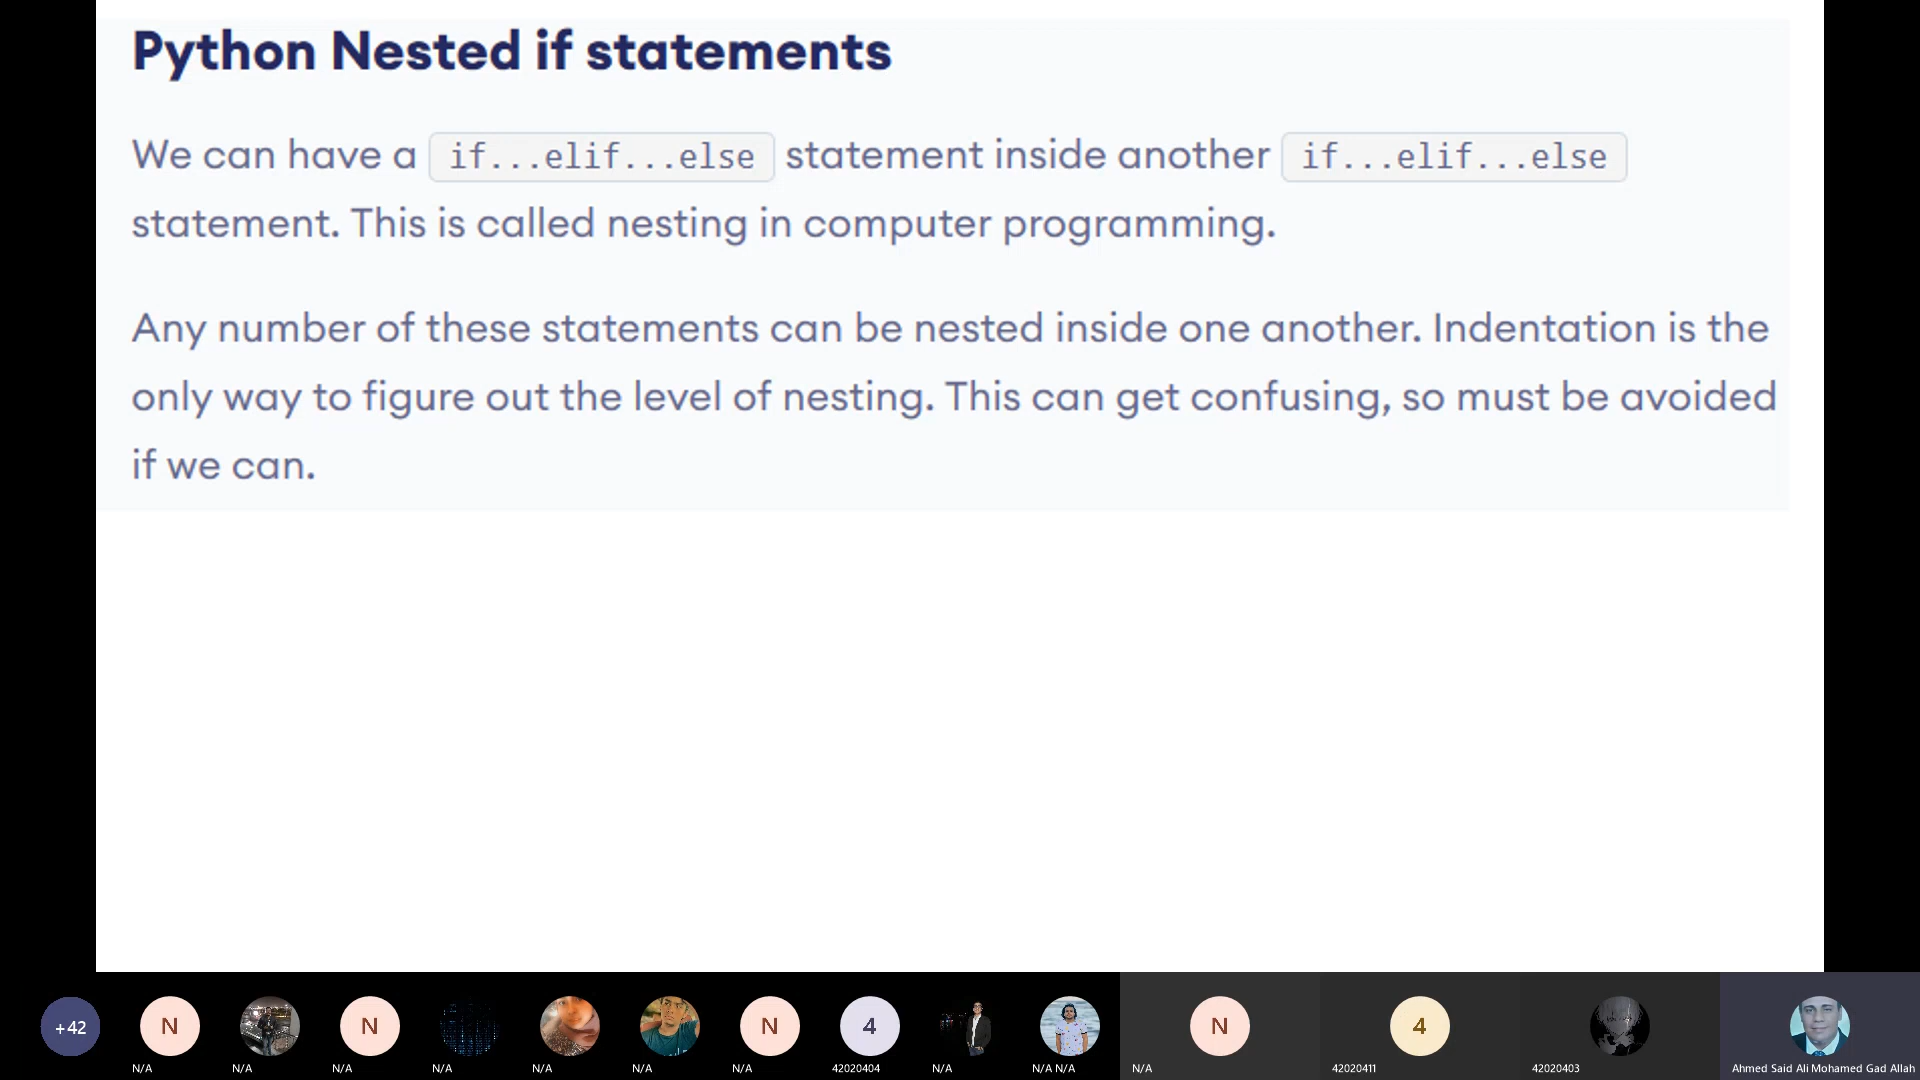 Python Nested if statements
We can have a if...elif...else statement inside another if...elif...else
statement. This is called nesting in computer programming.
Any number of these statements can be nested inside one another. Indentation is the
only way to figure out the level of nesting. This can get confusing, so must be avoided
if we can.
+42 N N N 4 N 4
N/A N/A N/A N/A N/A N/A N/A 42020404 N/A N/A N/A N/A 42020411 42020403 Ahmed Said Ali Mohamed Gad Allah